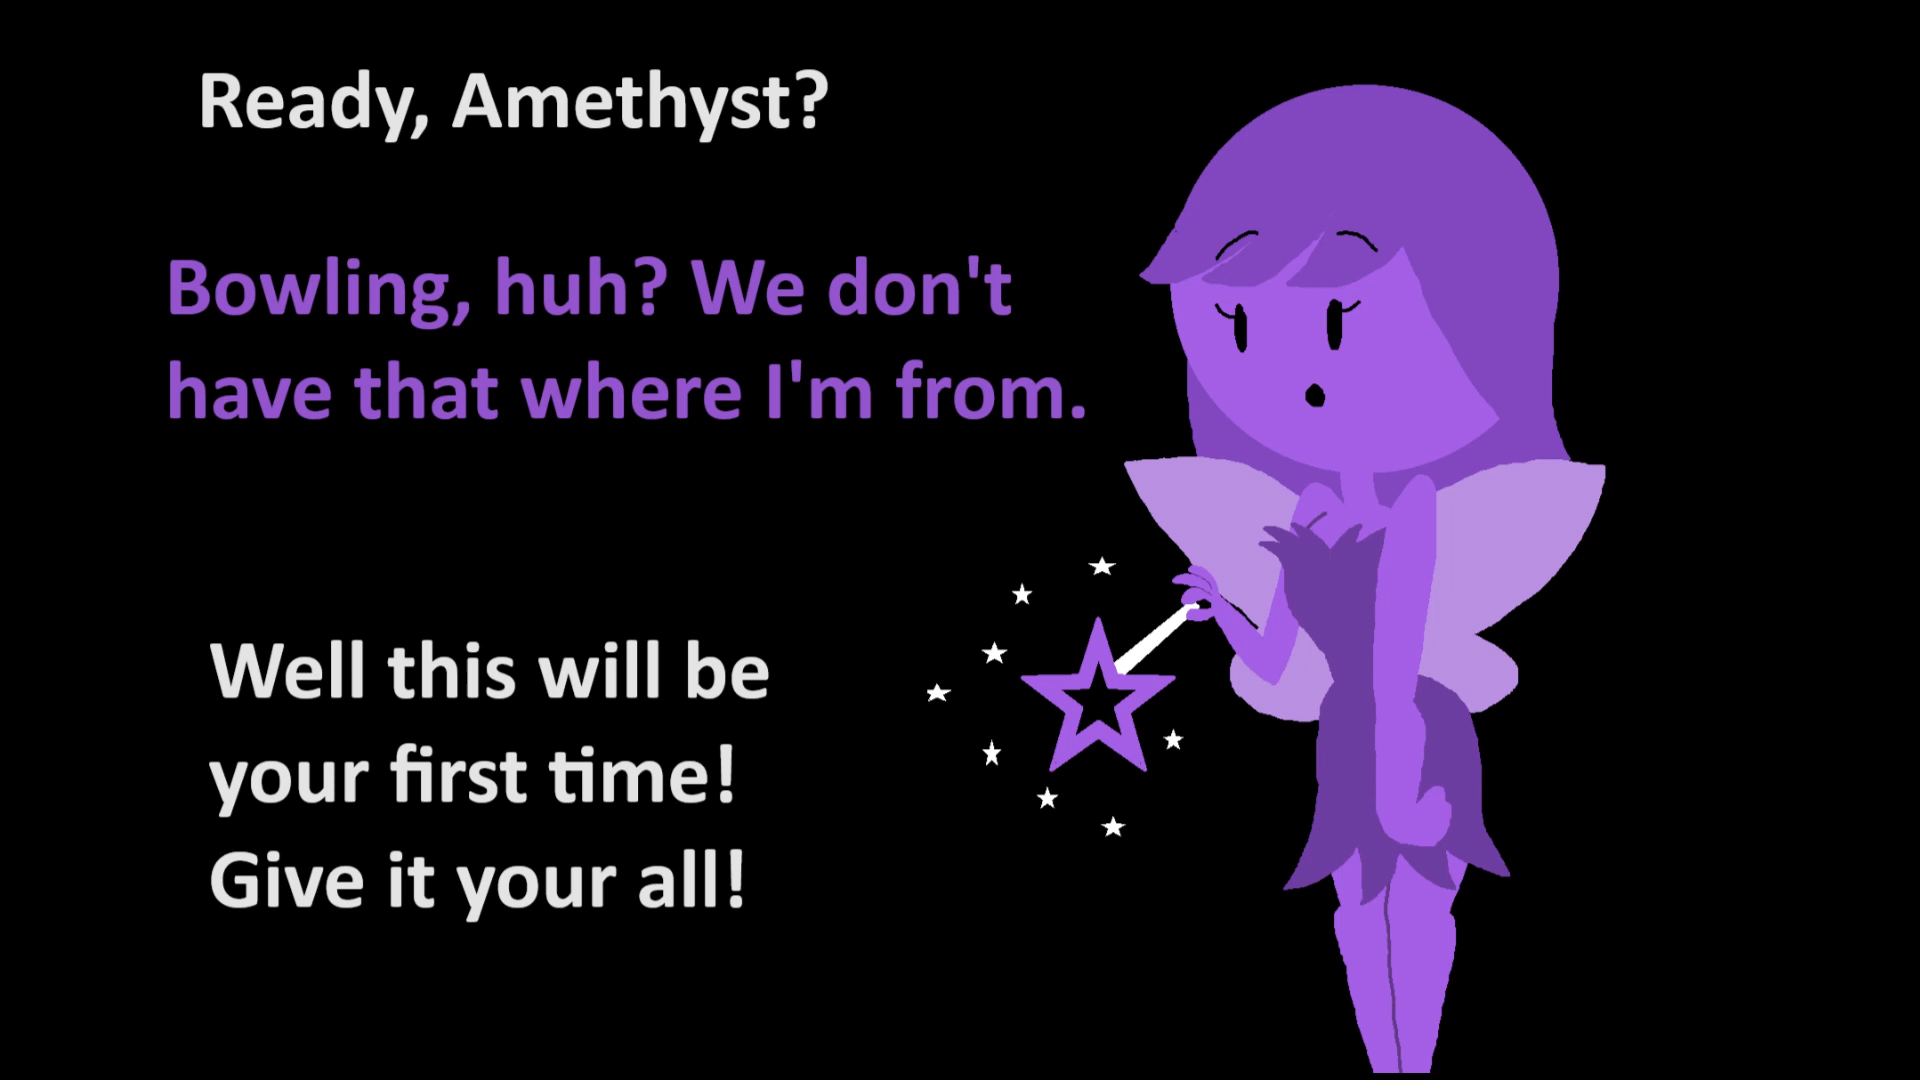 Ready, Amethyst?
Bowling, huh? We don't
have that where I'm from.
Well this will be
your first time!
Give it your all!